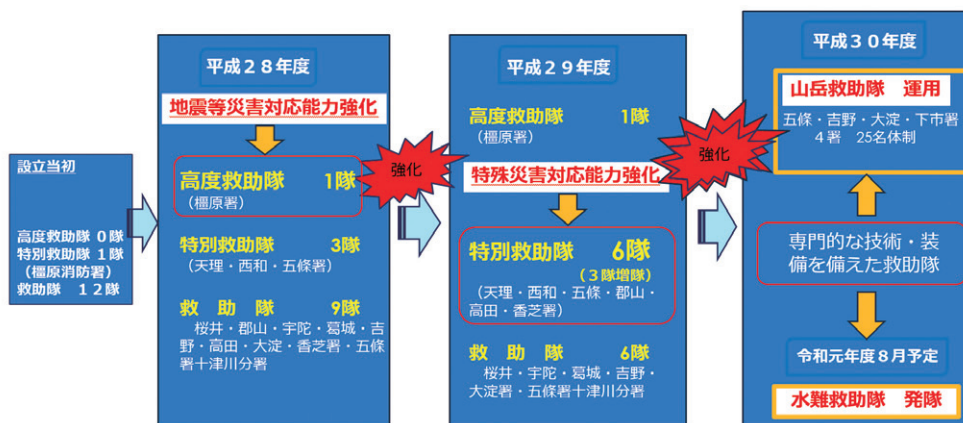 設立当初
高度救助隊 0隊
特別救助隊 1隊
(橿原消防署)
救助隊 12隊
平成28年度
地震等災害対応能力強化
高度救助隊 1隊
(橿原署)
特別救助隊 3隊
(天理・西和・五條署)
救助隊 9隊
桜井・郡山・宇陀・葛城・吉
野・高田・大淀・香芝署・五條
署十津川分署
強化
平成29年度
高度救助隊 1隊
(橿原署)
特殊災害対応能力強化
特別救助隊 6隊
(3隊増隊)
(天理・西和・五條・郡山・
高田・香芝署)
救助隊 6隊
桜井・宇陀・葛城・吉野・
大淀署・五條署十津川分署
強化
平成30年度
山岳救助隊 運用
五條・吉野・大淀・下市署
4署 25名体制
専門的な技術・装
備を備えた救助隊
令和元年度8月予定
水難救助隊 発隊